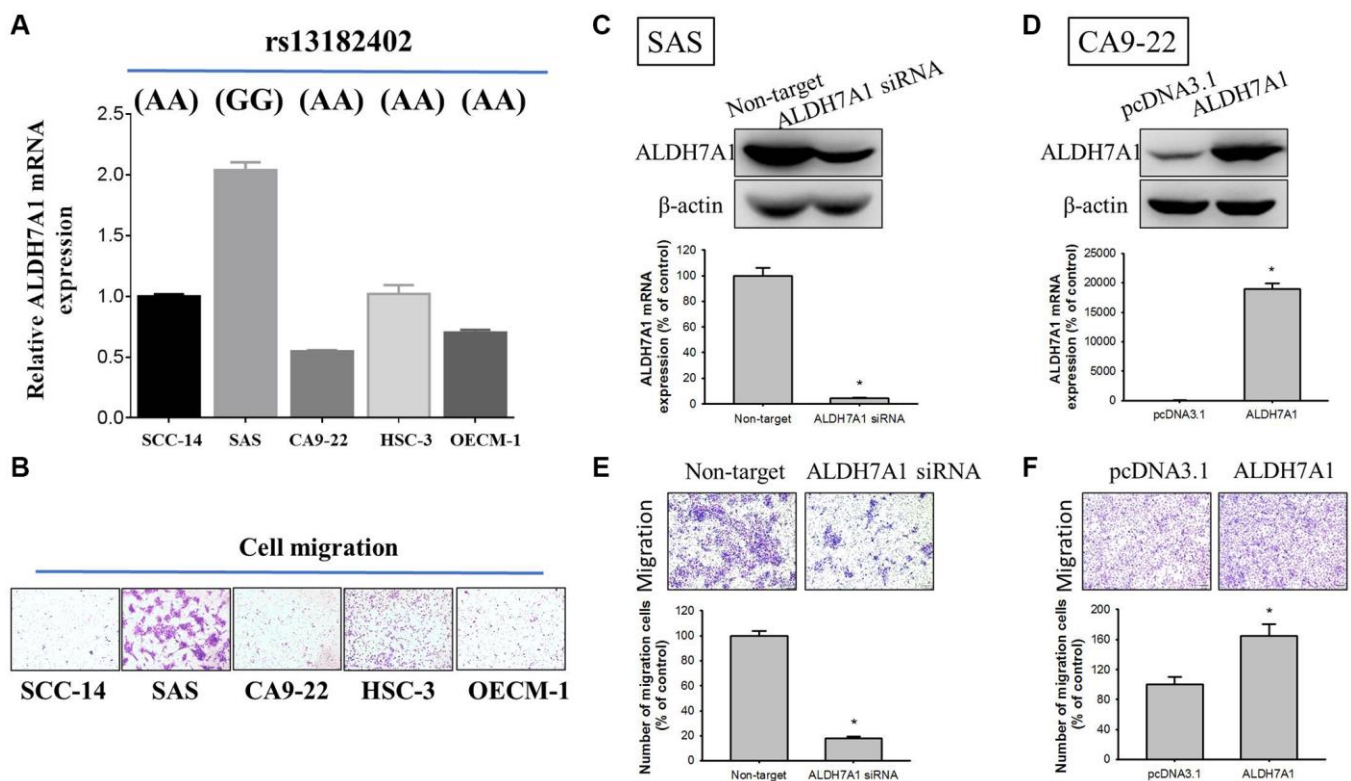 A
rs13182402
(AA) (GG) (AA) (AA) (AA)
Relative ALDH7A1 mRNA
expression
2.5
2.0
1.5
1.0
0.5
0.0
SCC-14 SAS CA9-22 HSC-3 OECM-1
B
Cell migration
SCC-14 SAS CA9-22 HSC-3 OECM-1
C
SAS
Non-target
ALDH7A1 siRNA
ALDH7A1
β-actin
ALDH7A1 mRNA
expression (% of control)
120
100
80
60
40
20
0
*
Non-target ALDH7A1 siRNA
D
CA9-22
pcDNA3.1
ALDH7A1
ALDH7A1
β-actin
ALDH7A1 mRNA
expression (% of control)
25000
20000
15000
10000
5000
0
*
pcDNA3.1 ALDH7A1
E
Non-target ALDH7A1 siRNA
Migration
Number of migration cells
(% of control)
120
100
80
60
40
20
0
*
Non-target ALDH7A1 siRNA
F
pcDNA3.1 ALDH7A1
Migration
Number of migration cells
(% of control)
200
160
120
80
40
0
*
pcDNA3.1 ALDH7A1